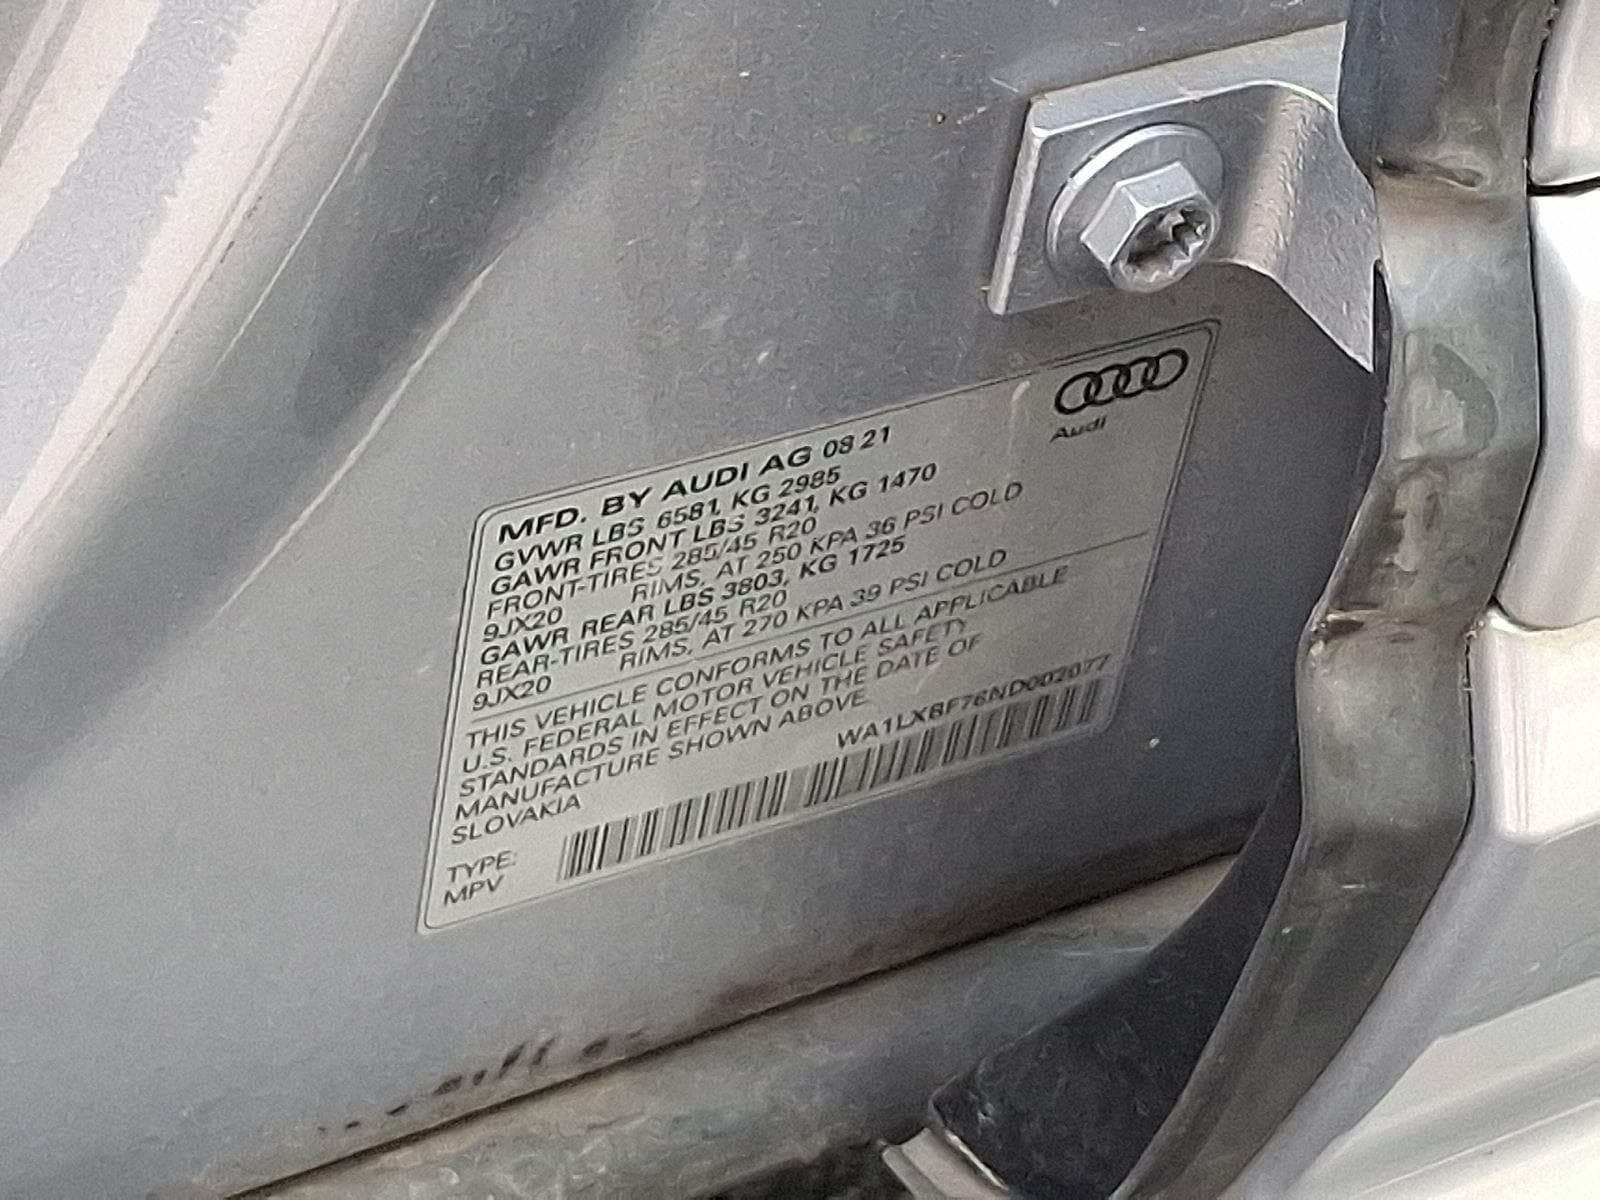 Audi
MFD. BY AUDI AG 08 21
GVWR LBS 6581, KG 2985
GAWR FRONT LBS 3241, KG 1470
FRONT-TIRES 285/45 R20
9JX20 RIMS, AT 250 KPA 36 PSI COLD
GAWR REAR LBS 3803, KG 1725
REAR-TIRES 285/45 R20
9JX20 RIMS, AT 270 KPA 39 PSI COLD
THIS VEHICLE CONFORMS TO ALL APPLICABLE
U.S. FEDERAL MOTOR VEHICLE SAFETY
STANDARDS IN EFFECT ON THE DATE OF
MANUFACTURE SHOWN ABOVE
SLOVAKIA
WA1LXBF76ND002077
TYPE:
MPV